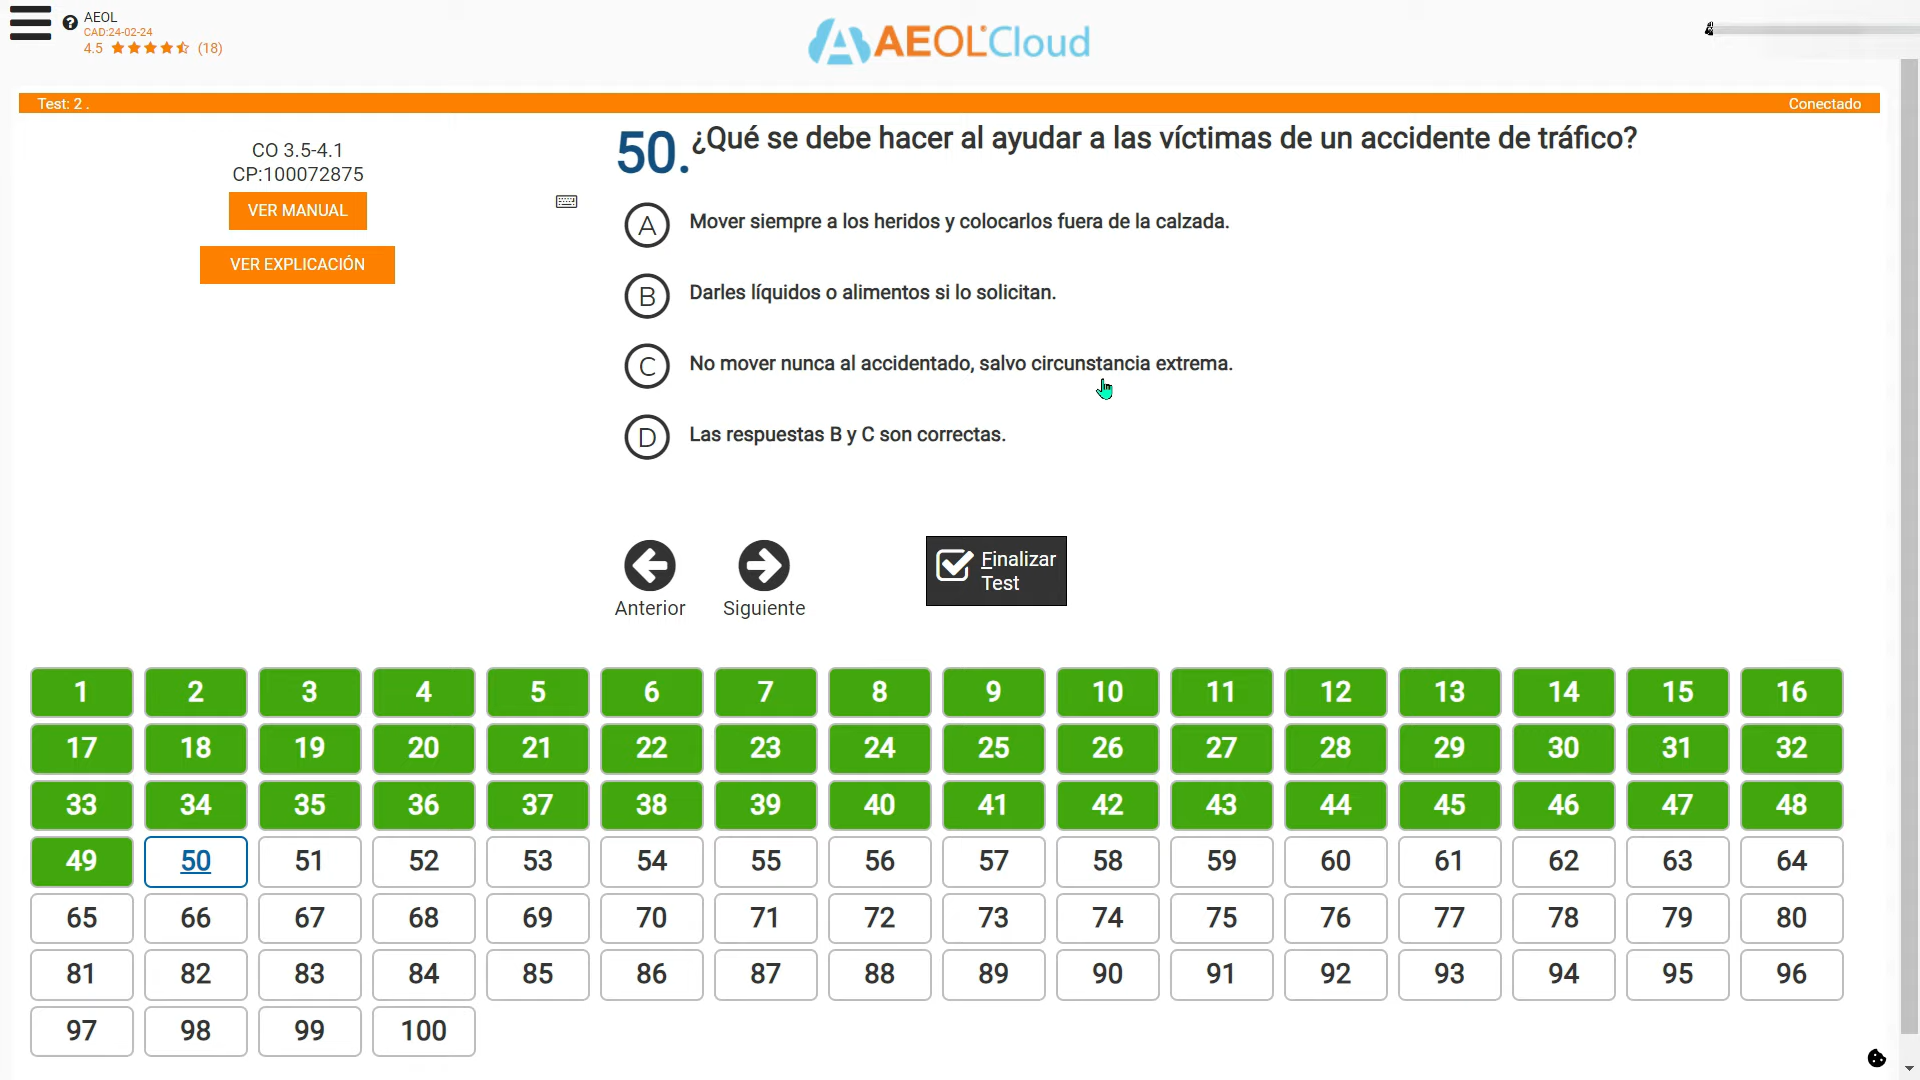 AEOL
CAD:24-02-24
4.5 (18)
AEOL Cloud
Test: 2 .
Conectado
CO 3.5-4.1
CP:100072875
VER MANUAL
VER EXPLICACIÓN
50. ¿Qué se debe hacer al ayudar a las víctimas de un accidente de tráfico?
A Mover siempre a los heridos y colocarlos fuera de la calzada.
B Darles líquidos o alimentos si lo solicitan.
C No mover nunca al accidentado, salvo circunstancia extrema.
D Las respuestas B y C son correctas.
Anterior
Siguiente
Finalizar
Test
1 2 3 4 5 6 7 8 9 10 11 12 13 14 15 16
17 18 19 20 21 22 23 24 25 26 27 28 29 30 31 32
33 34 35 36 37 38 39 40 41 42 43 44 45 46 47 48
49 50 51 52 53 54 55 56 57 58 59 60 61 62 63 64
65 66 67 68 69 70 71 72 73 74 75 76 77 78 79 80
81 82 83 84 85 86 87 88 89 90 91 92 93 94 95 96
97 98 99 100